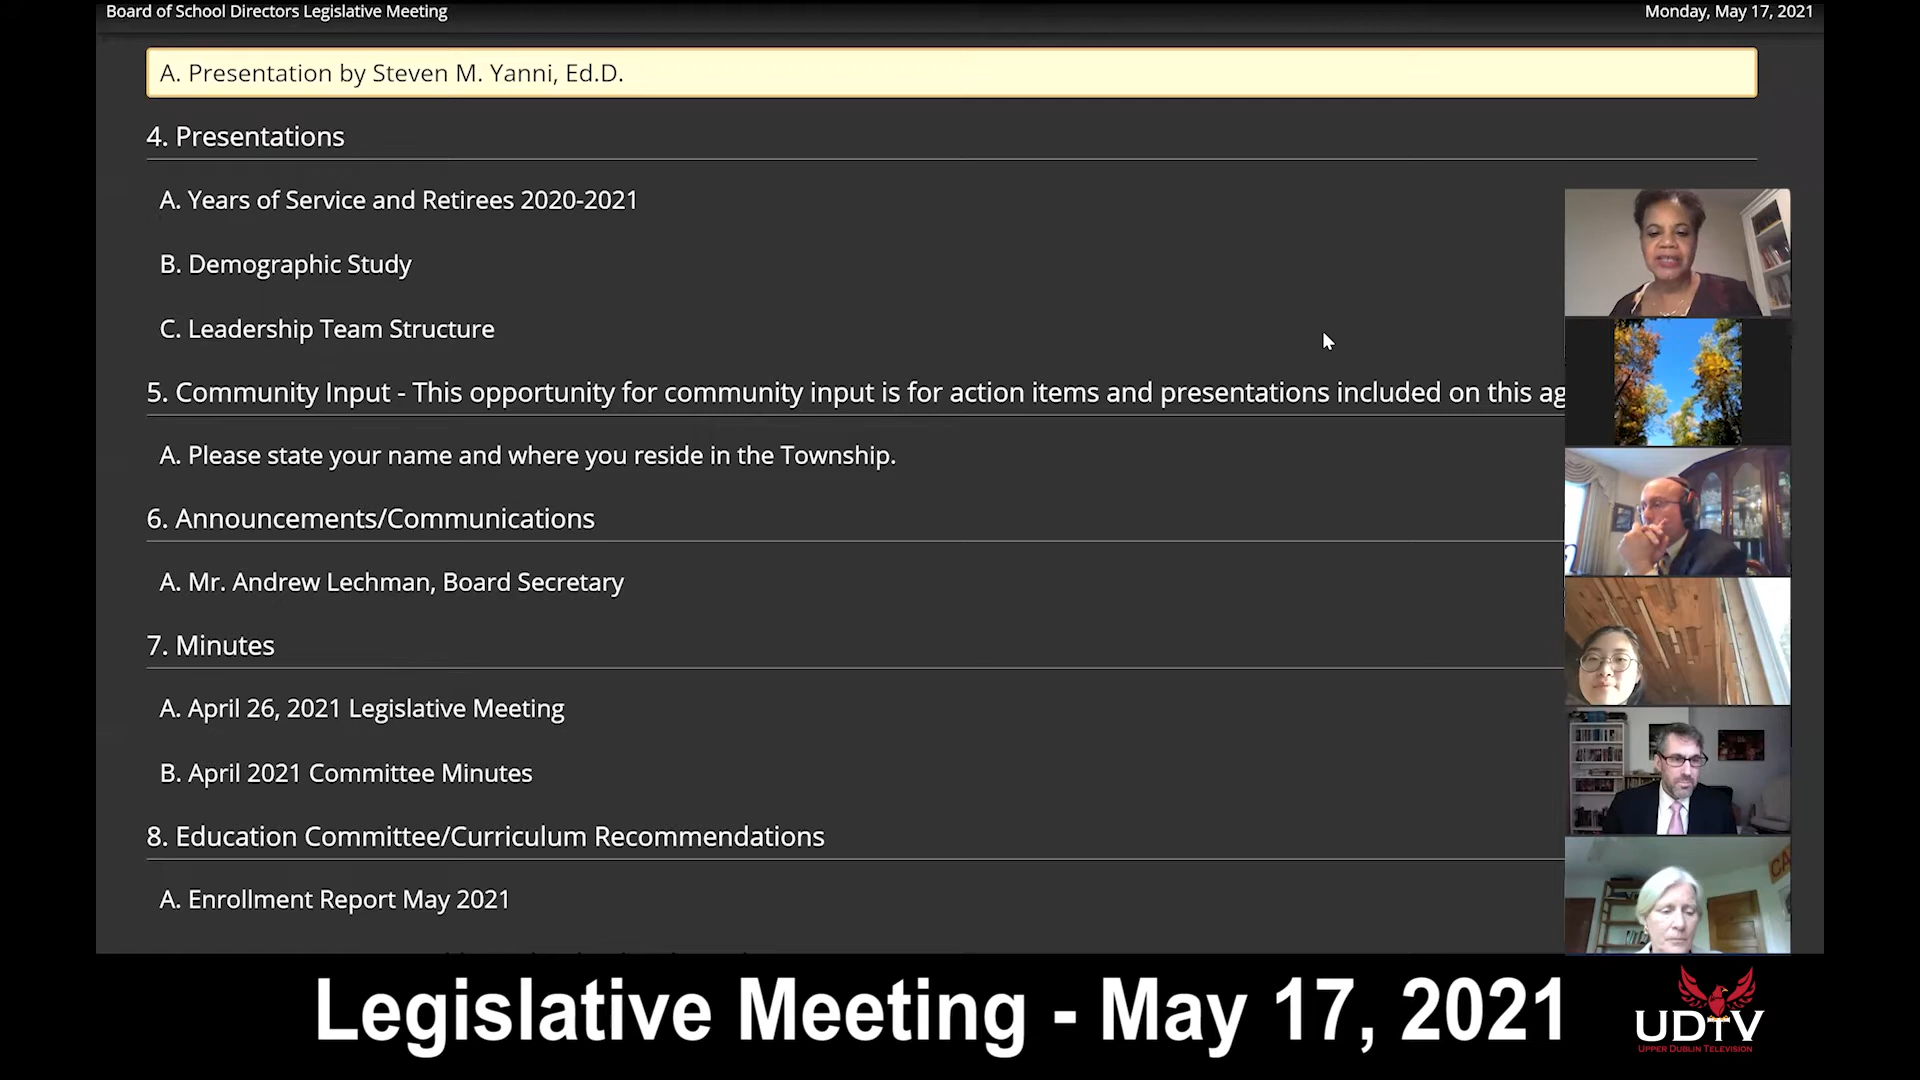 Board of School Directors Legislative Meeting
Monday, May 17, 2021
A. Presentation by Steven M. Yanni, Ed.D.
4. Presentations
A. Years of Service and Retirees 2020-2021
B. Demographic Study
C. Leadership Team Structure
5. Community Input - This opportunity for community input is for action items and presentations included on this ag
A. Please state your name and where you reside in the Township.
6. Announcements/Communications
A. Mr. Andrew Lechman, Board Secretary
7. Minutes
A. April 26, 2021 Legislative Meeting
B. April 2021 Committee Minutes
8. Education Committee/Curriculum Recommendations
A. Enrollment Report May 2021
CA
Legislative Meeting - May 17, 2021
UDTV
UPPER DUBLIN TELEVISION